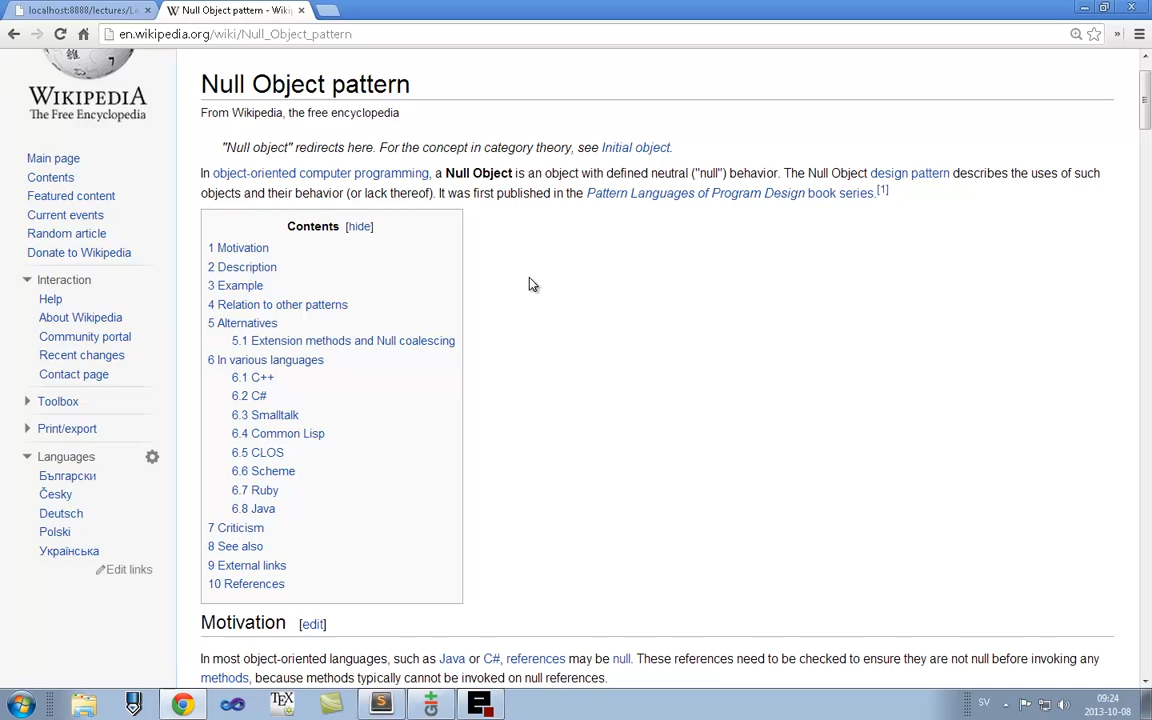 localhost:8888/lectures/Le
Null Object pattern - Wiki
en.wikipedia.org/wiki/Null_Object_pattern
WIKIPEDIA
The Free Encyclopedia
Main page
Contents
Featured content
Current events
Random article
Donate to Wikipedia
Interaction
Help
About Wikipedia
Community portal
Recent changes
Contact page
Toolbox
Print/export
Languages
Български
Česky
Deutsch
Polski
Українська
Edit links
Null Object pattern
From Wikipedia, the free encyclopedia
"Null object" redirects here. For the concept in category theory, see Initial object.
In object-oriented computer programming, a Null Object is an object with defined neutral ("null") behavior. The Null Object design pattern describes the uses of such
objects and their behavior (or lack thereof). It was first published in the Pattern Languages of Program Design book series.[1]
Contents [hide]
1 Motivation
2 Description
3 Example
4 Relation to other patterns
5 Alternatives
5.1 Extension methods and Null coalescing
6 In various languages
6.1 C++
6.2 C#
6.3 Smalltalk
6.4 Common Lisp
6.5 CLOS
6.6 Scheme
6.7 Ruby
6.8 Java
7 Criticism
8 See also
9 External links
10 References
Motivation [edit]
In most object-oriented languages, such as Java or C#, references may be null. These references need to be checked to ensure they are not null before invoking any
methods, because methods typically cannot be invoked on null references.
TEX
S
SV
09:24
2013-10-08